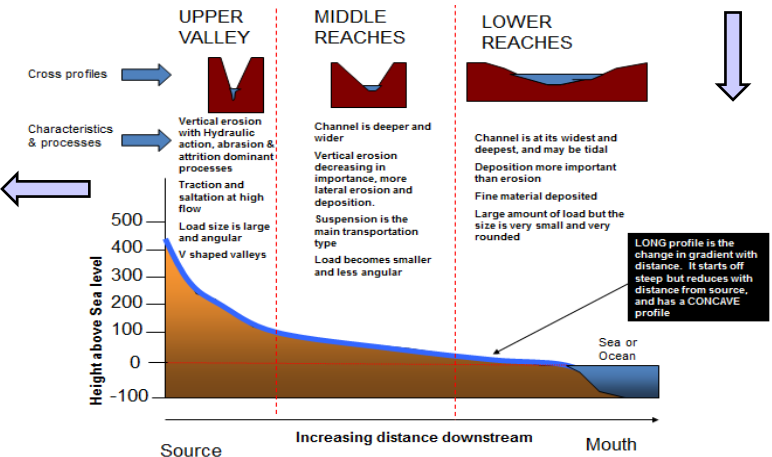 UPPER
VALLEY
MIDDLE
REACHES
LOWER
REACHES
Cross profiles
Characteristics
& processes
Vertical erosion
with Hydraulic
action, abrasion &
attrition dominant
processes
Traction and
saltation at high
flow
Load size is large
and angular
V shaped valleys
Channel is deeper and
wider
Vertical erosion
decreasing in
importance, more
lateral erosion and
deposition.
Suspension is the
main transportation
type
Load becomes smaller
and less angular
Channel is at its widest and
deepest, and may be tidal
Deposition more important
than erosion
Fine material deposited
Large amount of load but the
size is very small and very
rounded
LONG profile is the
change in gradient with
distance. It starts off
steep but reduces with
distance from source,
and has a CONCAVE
profile
Sea or
Ocean
Height above Sea level
500
400
300
200
100
0
-100
Source
Increasing distance downstream
Mouth